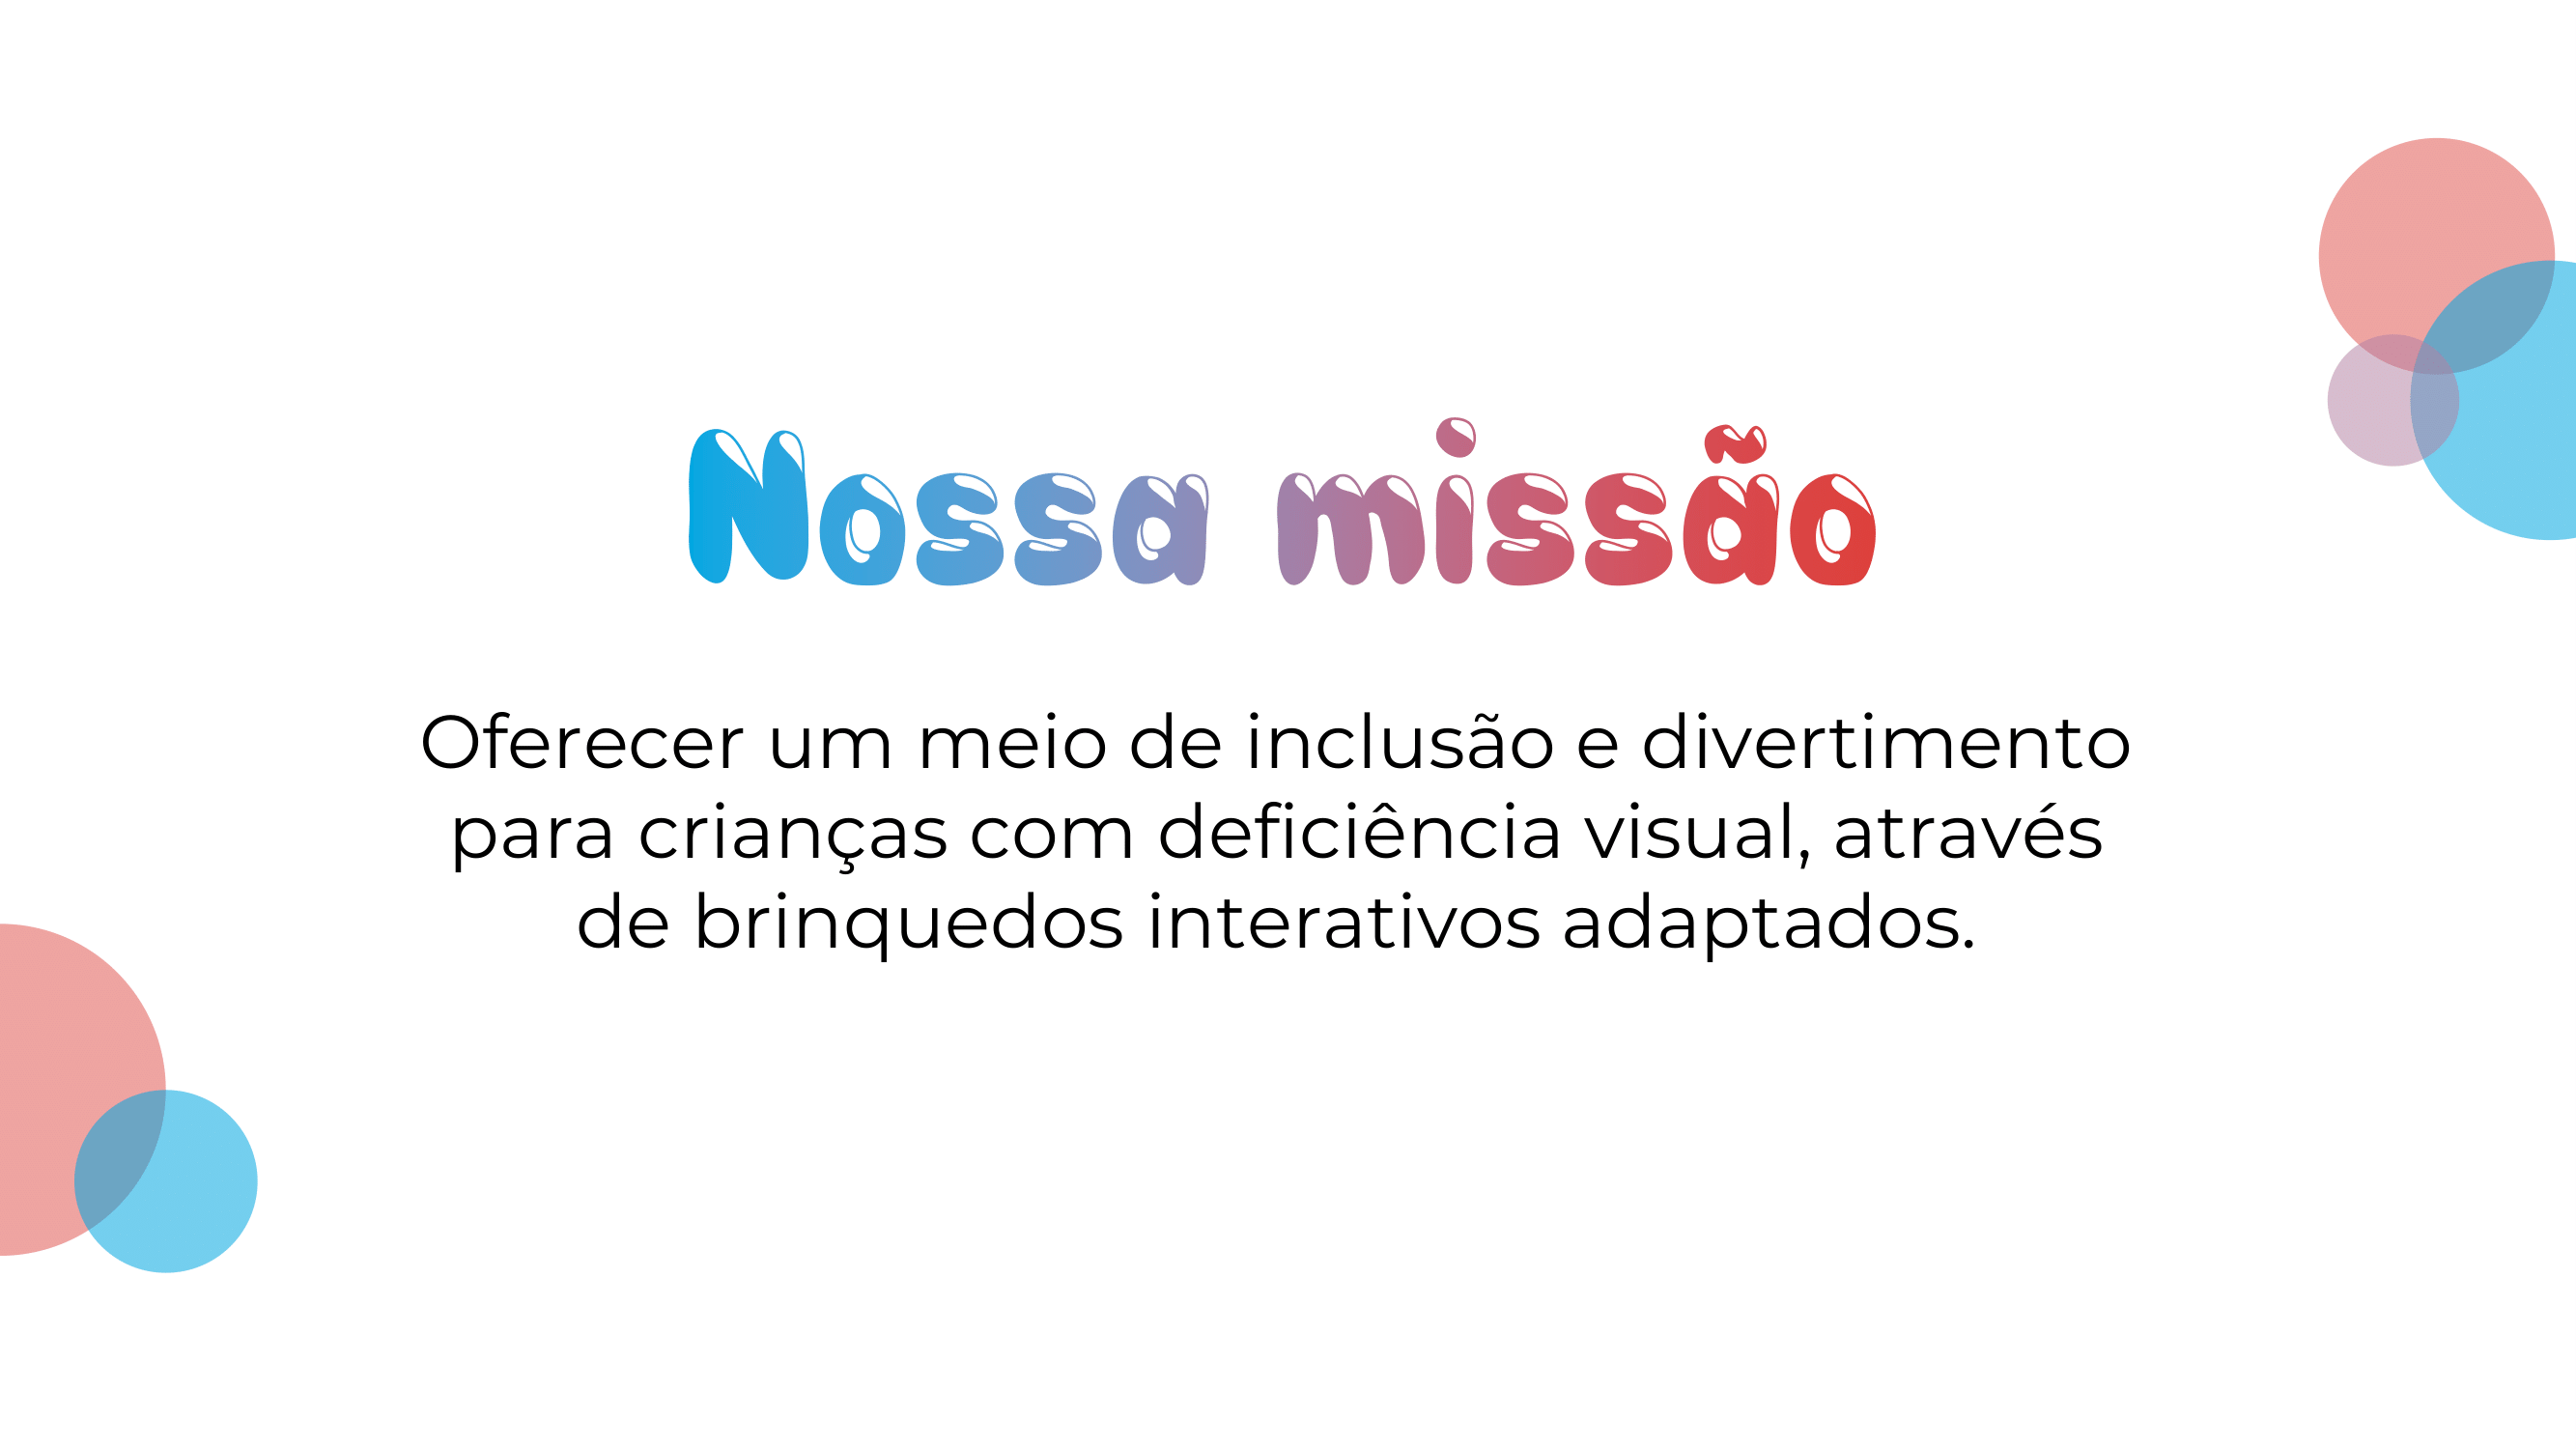 Nossa missão
Oferecer um meio de inclusão e divertimento
para crianças com deficiência visual, através
de brinquedos interativos adaptados.